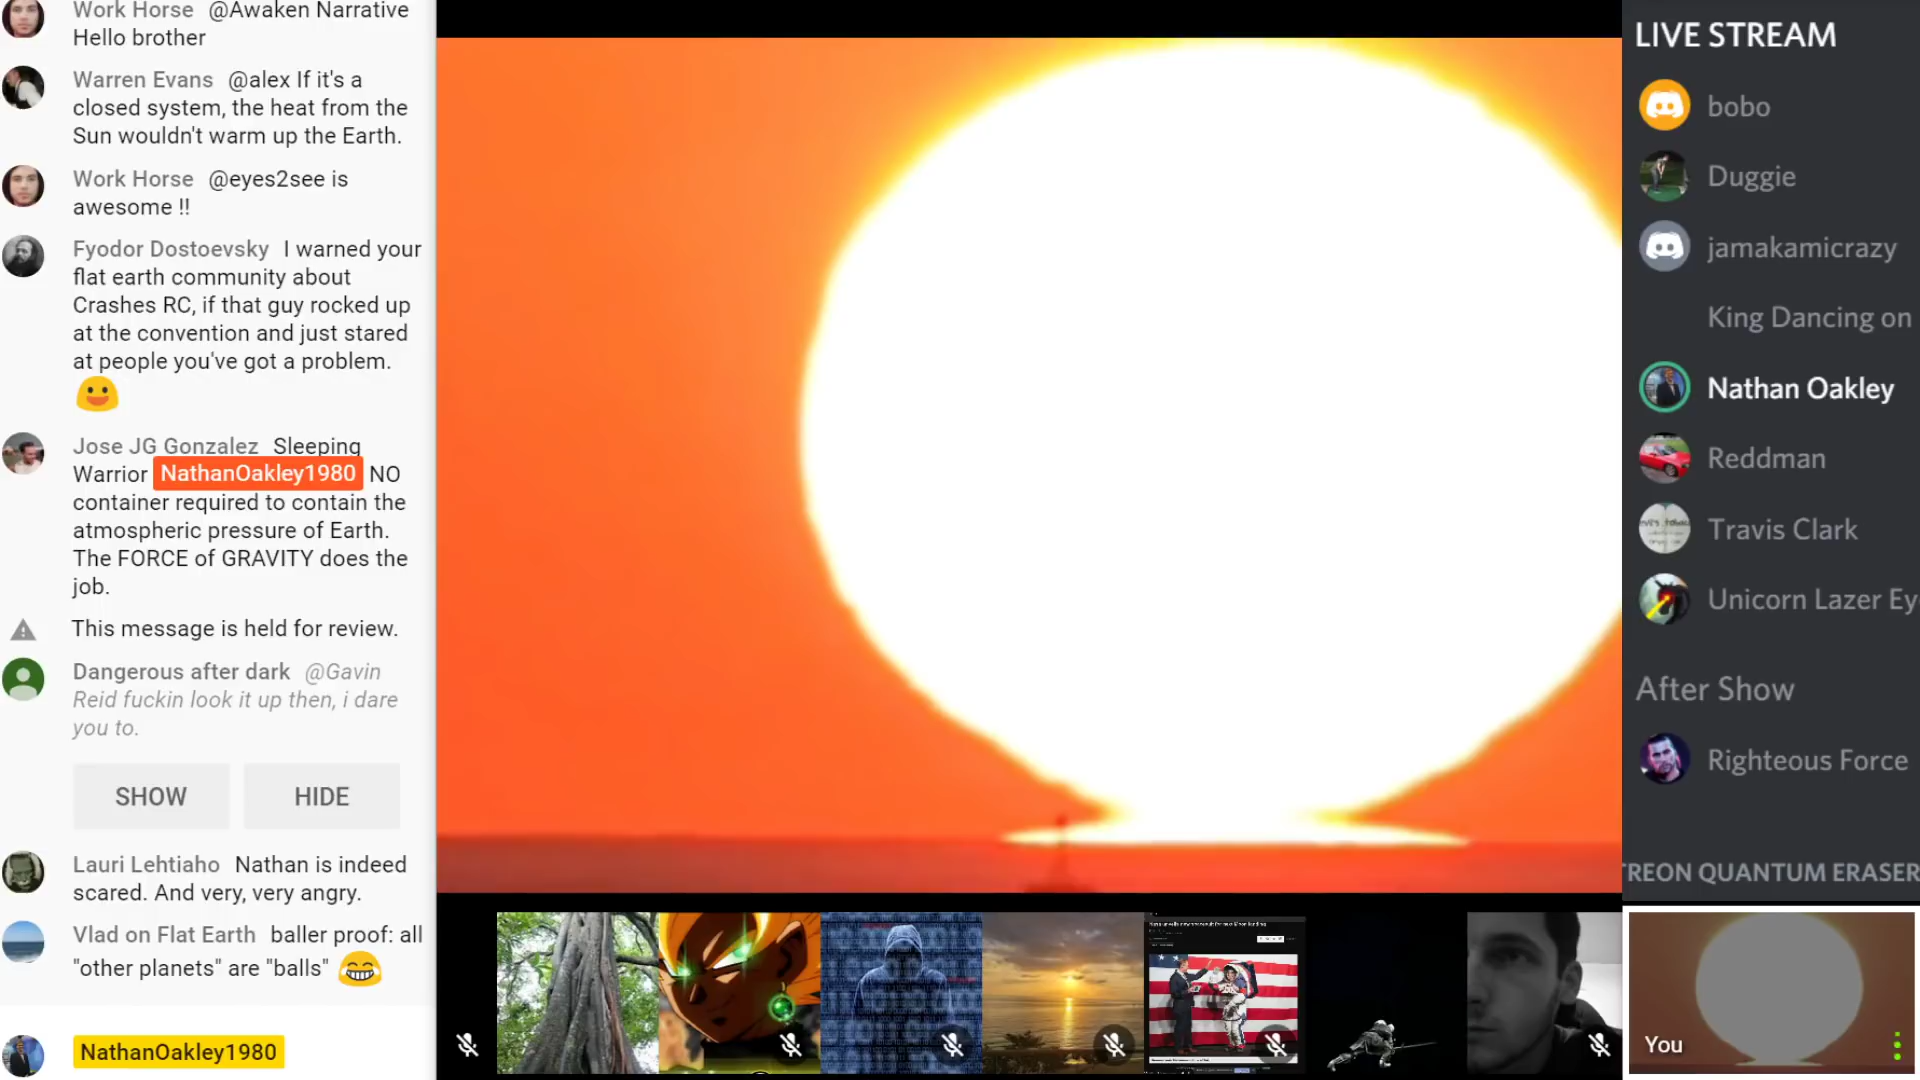 Work Horse @Awaken Narrative
Hello brother
Warren Evans @alex If it's a
closed system, the heat from the
Sun wouldn't warm up the Earth.
Work Horse @eyes2see is
awesome !!
Fyodor Dostoevsky I warned your
flat earth community about
Crashes RC, if that guy rocked up
at the convention and just stared
at people you've got a problem.
Jose JG Gonzalez Sleeping
Warrior NathanOakley1980 NO
container required to contain the
atmospheric pressure of Earth.
The FORCE of GRAVITY does the
job.
This message is held for review.
Dangerous after dark @Gavin
Reid fuckin look it up then, i dare
you to.
SHOW HIDE
Lauri Lehtiaho Nathan is indeed
scared. And very, very angry.
Vlad on Flat Earth baller proof: all
"other planets" are "balls"
NathanOakley1980
LIVE STREAM
bobo
Duggie
jamakamicrazy
King Dancing on
Nathan Oakley
Reddman
Travis Clark
Unicorn Lazer Ey
After Show
Righteous Force
TREON QUANTUM ERASER
You